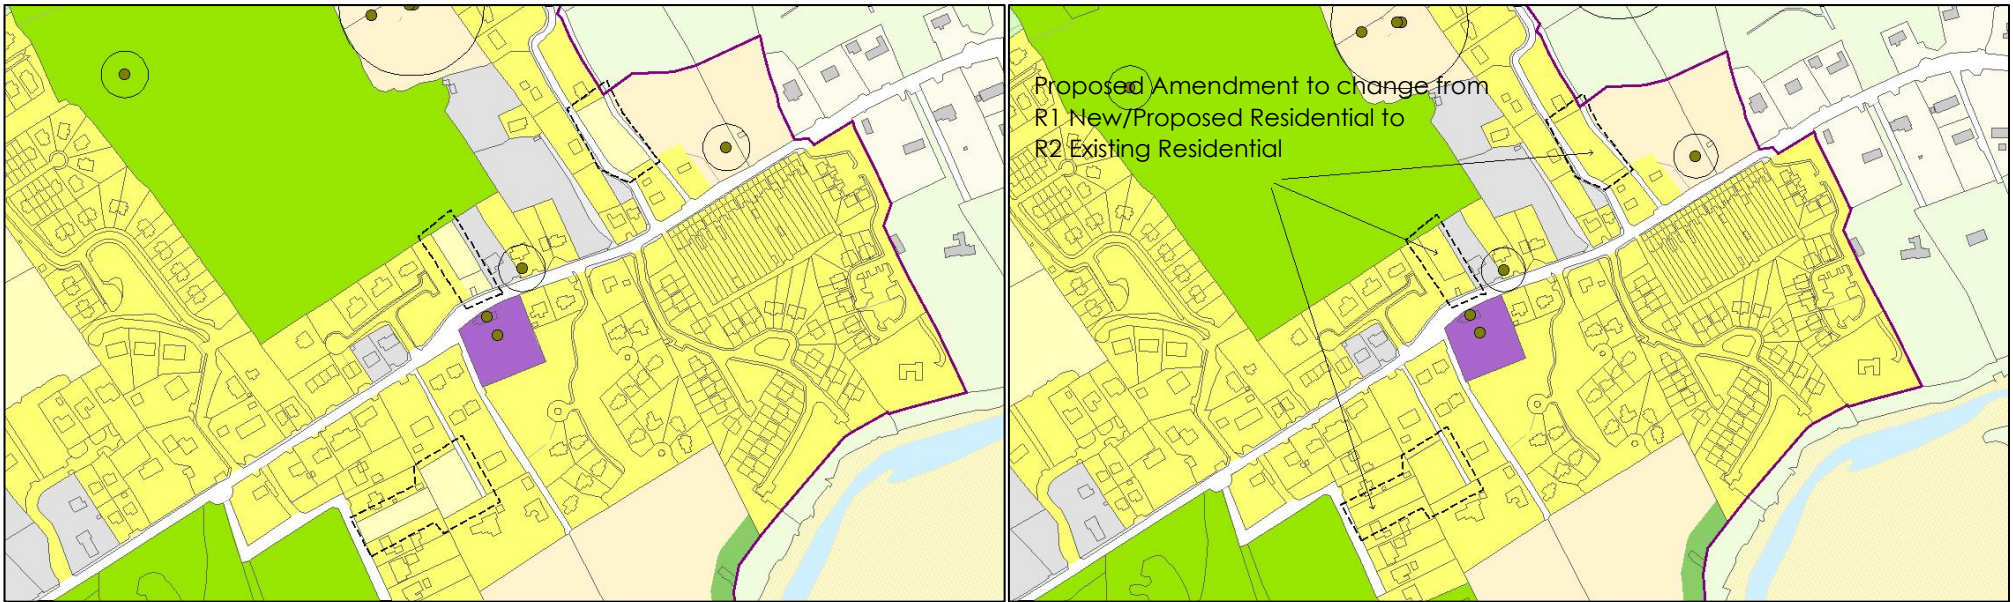 Proposed Amendment to change from
R1 New/Proposed Residential to
R2 Existing Residential